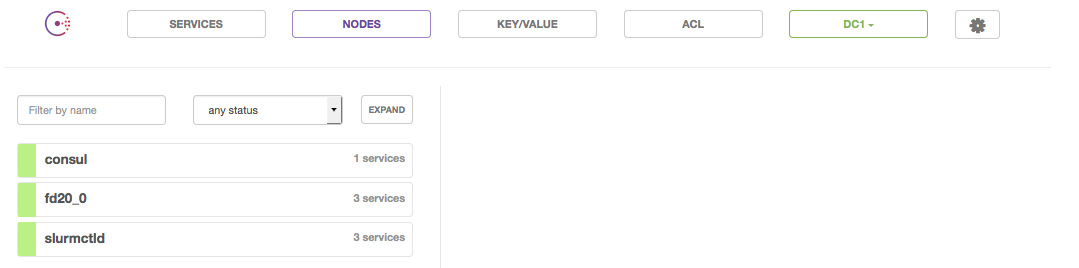 SERVICES NODES KEY/VALUE ACL DC1
Filter by name any status EXPAND
consul 1 services
fd20_0 3 services
slurmctld 3 services